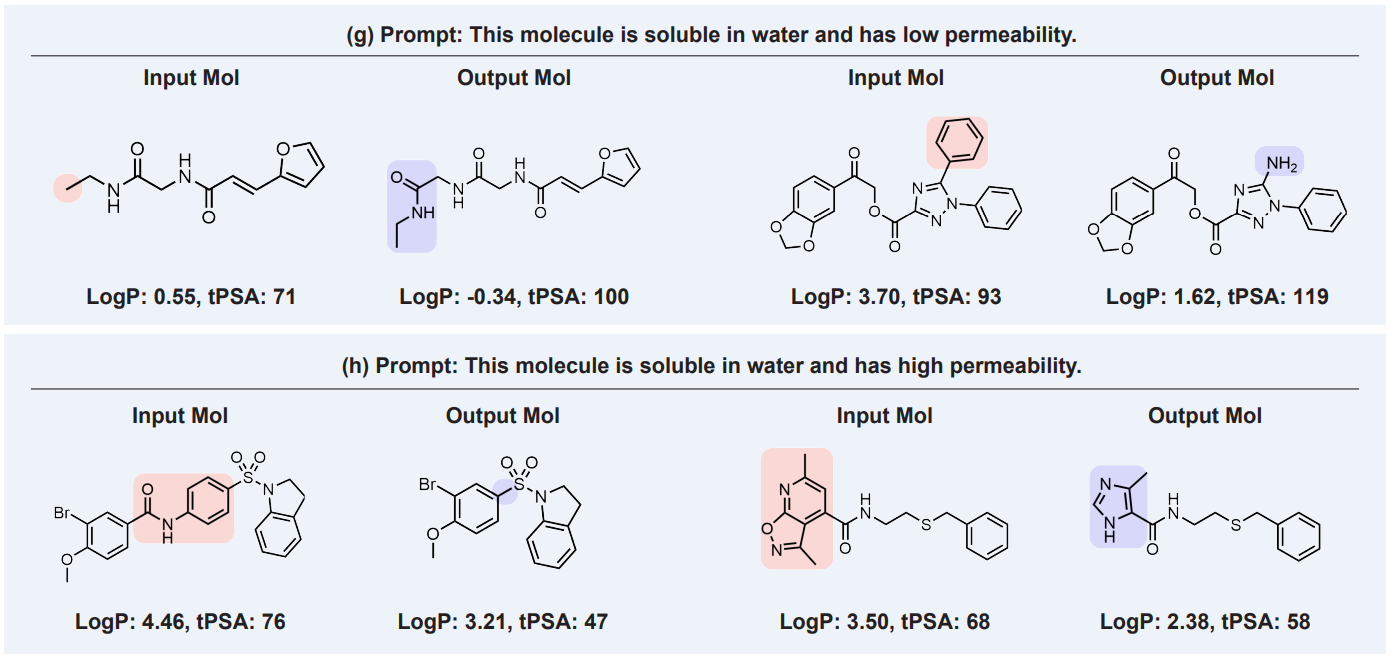 (g) Prompt: This molecule is soluble in water and has low permeability.
Input Mol
Output Mol
Input Mol
Output Mol
O
N
H
H
N
O
O
O
NH
N
H
O
H
N
O
O
O
O
O
O
O
N
N
N
O
O
O
O
O
O
NH2
N
N
N
LogP: 0.55, tPSA: 71
LogP: -0.34, tPSA: 100
LogP: 3.70, tPSA: 93
LogP: 1.62, tPSA: 119
(h) Prompt: This molecule is soluble in water and has high permeability.
Input Mol
Output Mol
Input Mol
Output Mol
Br
O
O
N
H
O
O
S
N
Br
O
O
O
S
N
N
O
N
O
H
N
S
N
N
H
O
H
N
S
LogP: 4.46, tPSA: 76
LogP: 3.21, tPSA: 47
LogP: 3.50, tPSA: 68
LogP: 2.38, tPSA: 58